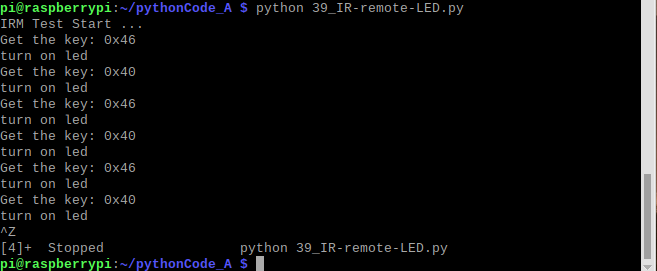 pi@raspberrypi:~/pythonCode_A $ python 39_IR-remote-LED.py
IRM Test Start ...
Get the key: 0x46
turn on led
Get the key: 0x40
turn on led
Get the key: 0x46
turn on led
Get the key: 0x40
turn on led
Get the key: 0x46
turn on led
Get the key: 0x40
turn on led
^Z
[4]+  Stopped                 python 39_IR-remote-LED.py
pi@raspberrypi:~/pythonCode_A $